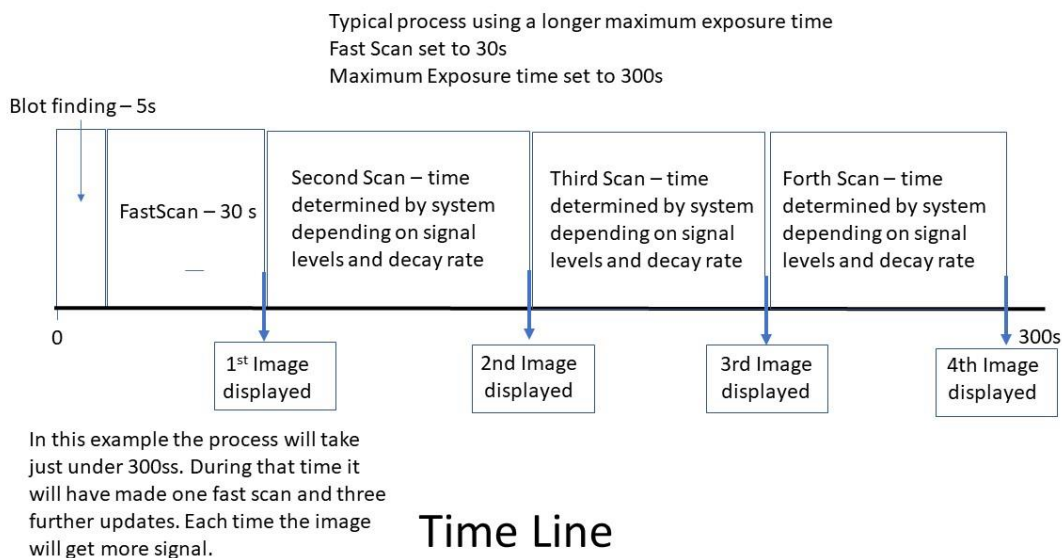 Typical process using a longer maximum exposure time
Fast Scan set to 30s
Maximum Exposure time set to 300s
Blot finding – 5s
FastScan – 30 s
Second Scan – time
determined by system
depending on signal
levels and decay rate
Third Scan – time
determined by system
depending on signal
levels and decay rate
Forth Scan – time
determined by system
depending on signal
levels and decay rate
0
300s
1st Image
displayed
2nd Image
displayed
3rd Image
displayed
4th Image
displayed
In this example the process will take
just under 300ss. During that time it
will have made one fast scan and three
further updates. Each time the image
will get more signal.
Time Line